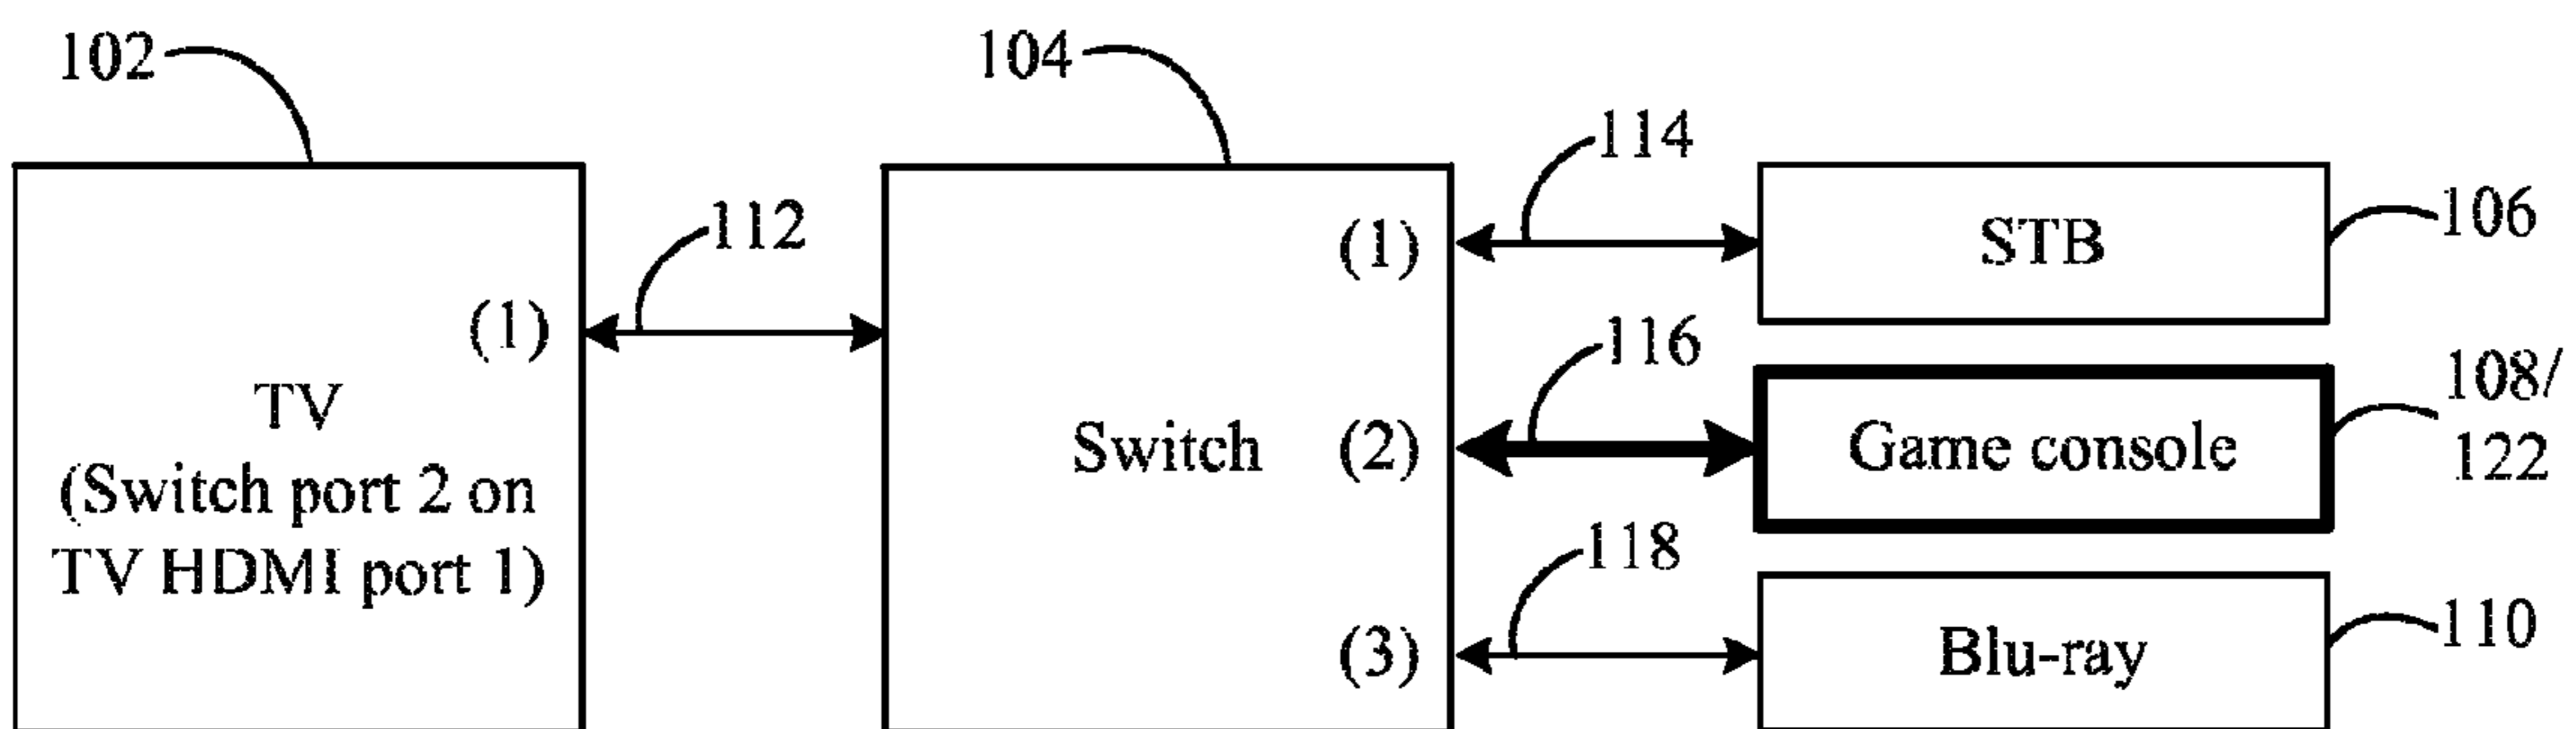 102
104
114
112
(1)
STB
106
(1)
116
108/
122
TV
(Switch port 2 on
TV HDMI port 1)
Switch
(2)
Game console
118
(3)
Blu-ray
110